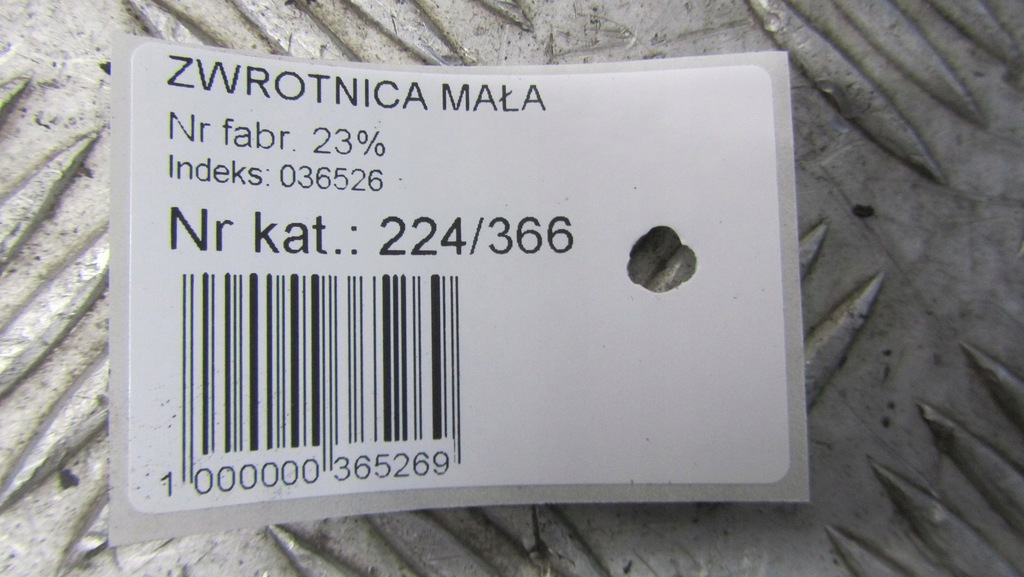 ZWROTNICA MAŁA
Nr fabr. 23%
Indeks: 036526
Nr kat.: 224/366
1 000000 365269